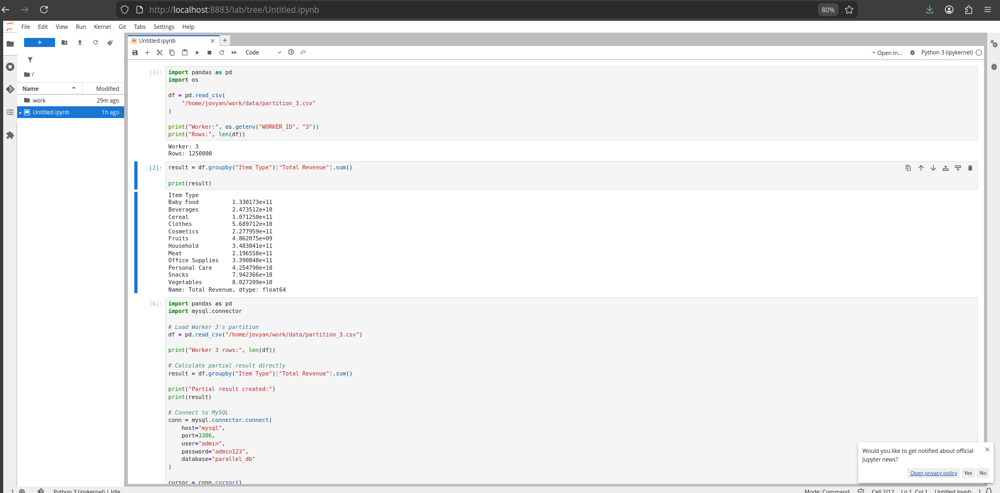 http://localhost:8883/lab/tree/Untitled.ipynb
80%
File Edit View Run Kernel Git Tabs Settings Help
+
Untitled.ipynb
+
Code
git
Open in...
Python 3 (ipykernel)
/
Name Modified
work 29m ago
Untitled.ipynb 1h ago
[1]:
import pandas as pd
import os
df = pd.read_csv(
"/home/jovyan/work/data/partition_3.csv"
)
print("Worker:", os.getenv("WORKER_ID", "3"))
print("Rows:", len(df))
Worker: 3
Rows: 1250000
[2]:
result = df.groupby("Item Type")["Total Revenue"].sum()
print(result)
Item Type
Baby Food 1.330173e+11
Beverages 2.473512e+10
Cereal 1.071250e+11
Clothes 5.689712e+10
Cosmetics 2.277959e+11
Fruits 4.862075e+09
Household 3.483041e+11
Meat 2.196558e+11
Office Supplies 3.390848e+11
Personal Care 4.254790e+10
Snacks 7.942366e+10
Vegetables 8.027209e+10
Name: Total Revenue, dtype: float64
[6]:
import pandas as pd
import mysql.connector
# Load Worker 3's partition
df = pd.read_csv("/home/jovyan/work/data/partition_3.csv")
print("Worker 3 rows:", len(df))
# Calculate partial result directly
result = df.groupby("Item Type")["Total Revenue"].sum()
print("Partial result created:")
print(result)
# Connect to MySQL
conn = mysql.connector.connect(
host="mysql",
port=3306,
user="admin",
password="admin123",
database="parallel_db"
)
cursor = conn.cursor()
Would you like to get notified about official
Jupyter news?
Open privacy policy Yes No
1 Python 3 (ipykernel) | Idle
Mode: Command Cell 2/12 Ln 1, Col 1 Untitled.ipynb 1